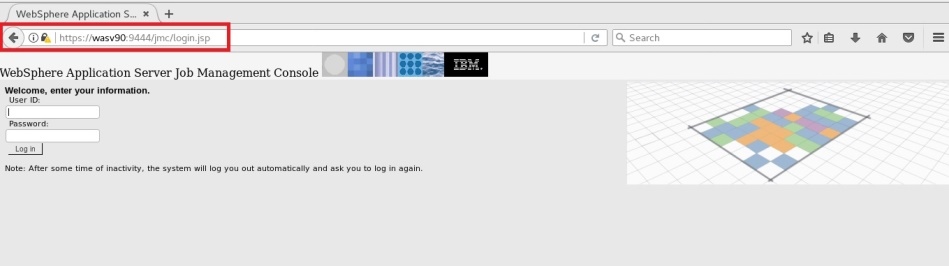 WebSphere Application S...
https://wasv90:9444/jmc/login.jsp
Search
WebSphere Application Server Job Management Console
IBM.
Welcome, enter your information.
User ID:
Password:
Log in
Note: After some time of inactivity, the system will log you out automatically and ask you to log in again.